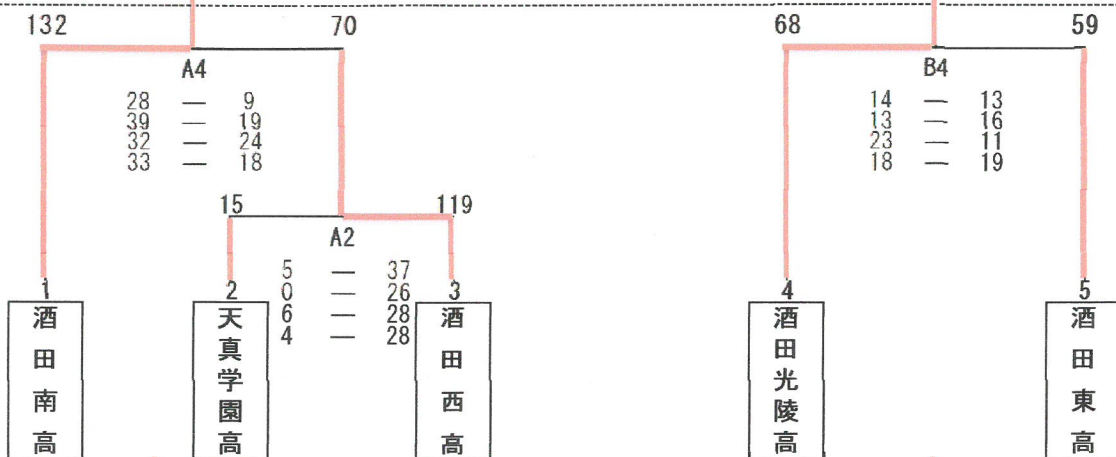 132 70 68 59
A4 B4
28 — 9
39 — 19
32 — 24
33 — 18
14 — 13
13 — 16
23 — 11
18 — 19
15 119
A2
5 — 37
0 — 26
6 — 28
4 — 28
1 2 3 4 5
酒田南高
天真学園高
酒田西高
酒田光陵高
酒田東高